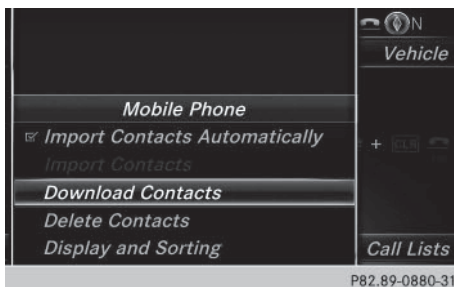 N
Vehicle
Mobile Phone
Import Contacts Automatically
Import Contacts
+ CLR
Download Contacts
Delete Contacts
Display and Sorting
Call Lists
P82.89-0880-31